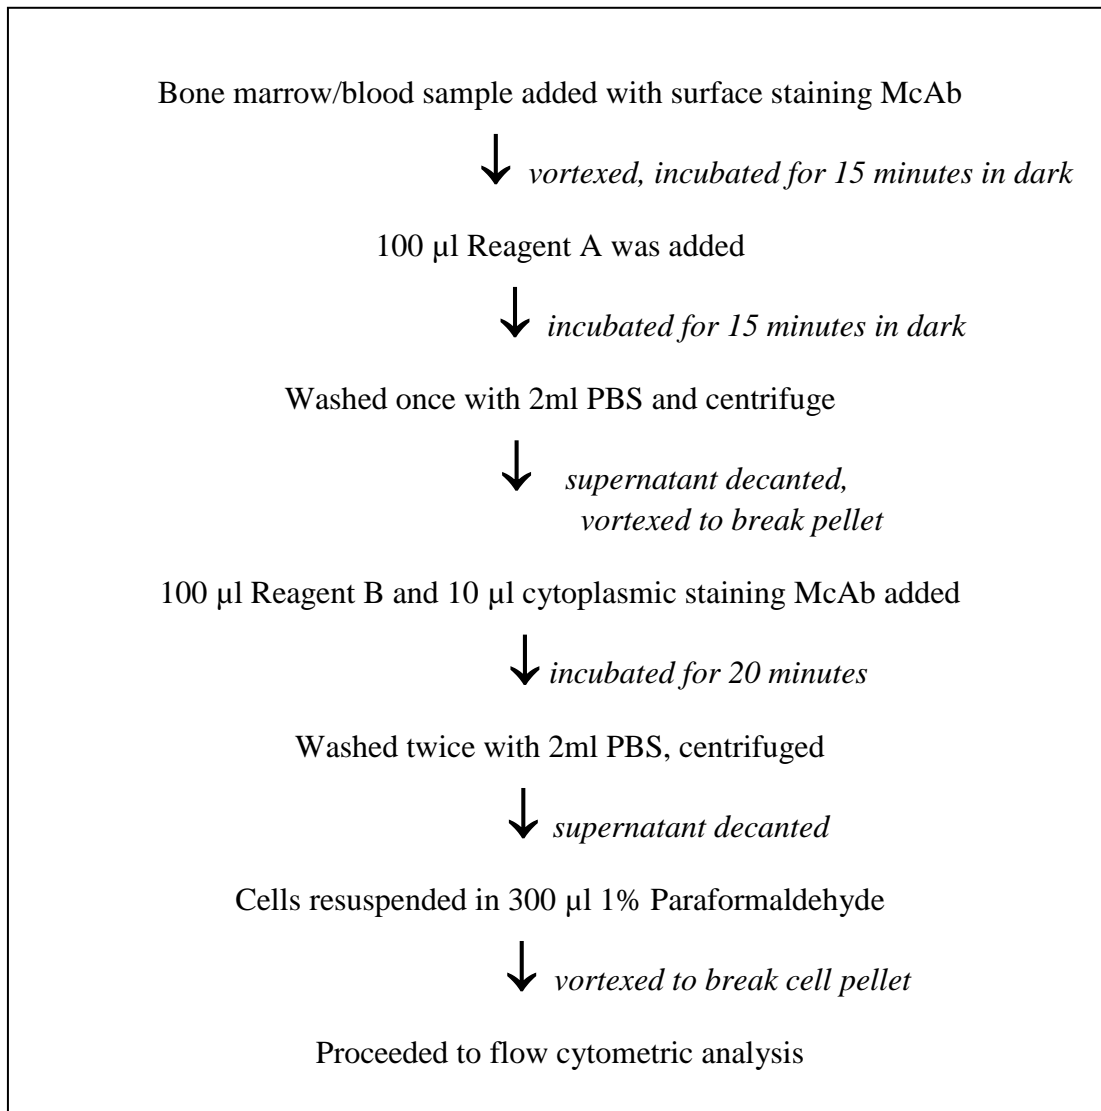 Bone marrow/blood sample added with surface staining McAb
vortexed, incubated for 15 minutes in dark
100 µl Reagent A was added
incubated for 15 minutes in dark
Washed once with 2ml PBS and centrifuge
supernatant decanted,
vortexed to break pellet
100 µl Reagent B and 10 µl cytoplasmic staining McAb added
incubated for 20 minutes
Washed twice with 2ml PBS, centrifuged
supernatant decanted
Cells resuspended in 300 µl 1% Paraformaldehyde
vortexed to break cell pellet
Proceeded to flow cytometric analysis